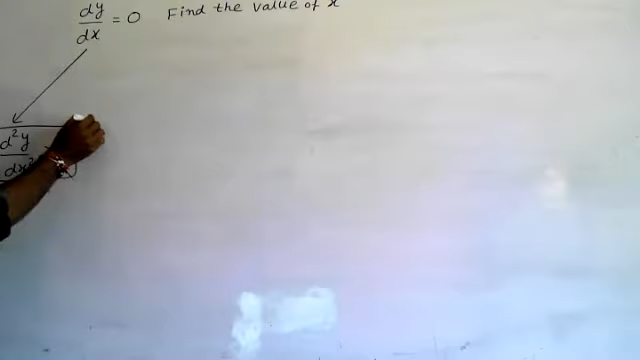 dy/dx = 0 Find the value of x
d²y/dx²